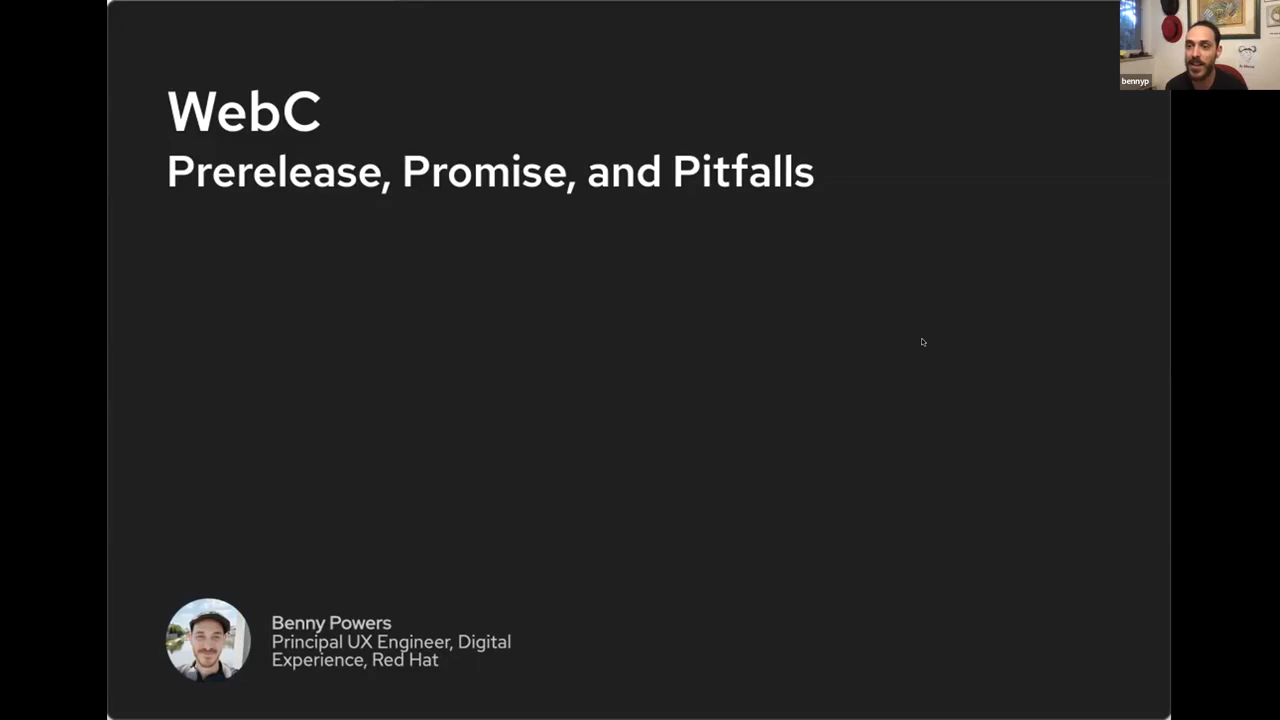 WebC
Prerelease, Promise, and Pitfalls
bennyp
Benny Powers
Principal UX Engineer, Digital
Experience, Red Hat